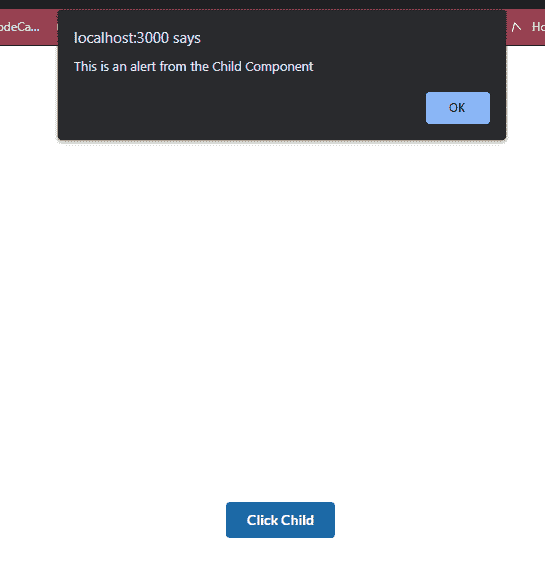 odeCa...
Ho
localhost:3000 says
This is an alert from the Child Component
OK
Click Child